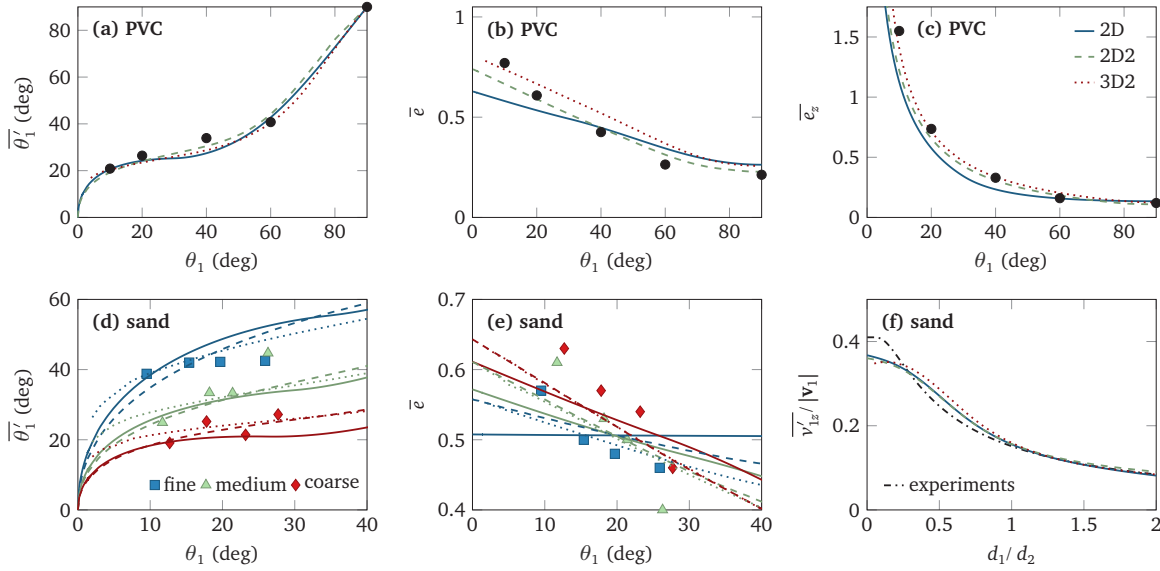 (a) PVC
80
60
40
20
0
0 20 40 60 80
θ₁ (deg)
θ₁′ (deg)
(b) PVC
1
0.5
0
0 20 40 60 80
θ₁ (deg)
e
(c) PVC
2D
2D2
3D2
1.5
1
0.5
0
0 20 40 60 80
θ₁ (deg)
e_z
(d) sand
60
40
20
0
fine medium coarse
0 10 20 30 40
θ₁ (deg)
θ₁′ (deg)
(e) sand
0.7
0.6
0.5
0.4
0 10 20 30 40
θ₁ (deg)
e
(f) sand
0.4
0.2
0
experiments
0 0.5 1 1.5 2
d₁/d₂
v′₁z/|v₁|